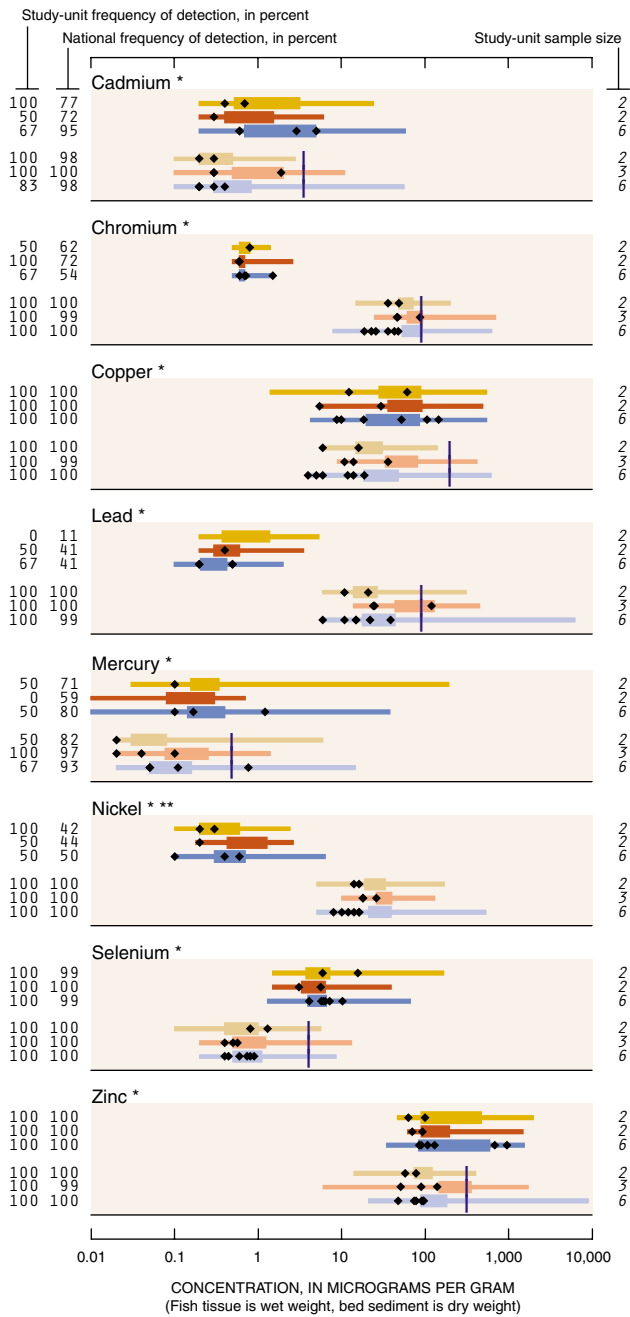 Study-unit frequency of detection, in percent
National frequency of detection, in percent
Study-unit sample size
Cadmium *
100 77 2
50 72 2
67 95 6
100 98 2
100 100 3
83 98 6
Chromium *
50 62 2
100 72 2
67 54 6
100 100 2
100 99 3
100 100 6
Copper *
100 100 2
100 100 2
100 100 6
100 100 2
100 99 3
100 100 6
Lead *
0 11 2
50 41 2
67 41 6
100 100 2
100 100 3
100 99 6
Mercury *
50 71 2
0 59 2
50 80 6
50 82 2
100 97 3
67 93 6
Nickel * **
100 42 2
50 44 2
50 50 6
100 100 2
100 100 3
100 100 6
Selenium *
100 99 2
100 100 2
100 99 6
100 100 2
100 100 3
100 100 6
Zinc *
100 100 2
100 100 2
100 100 6
100 100 2
100 99 3
100 100 6
0.01 0.1 1 10 100 1,000 10,000
CONCENTRATION, IN MICROGRAMS PER GRAM
(Fish tissue is wet weight, bed sediment is dry weight)